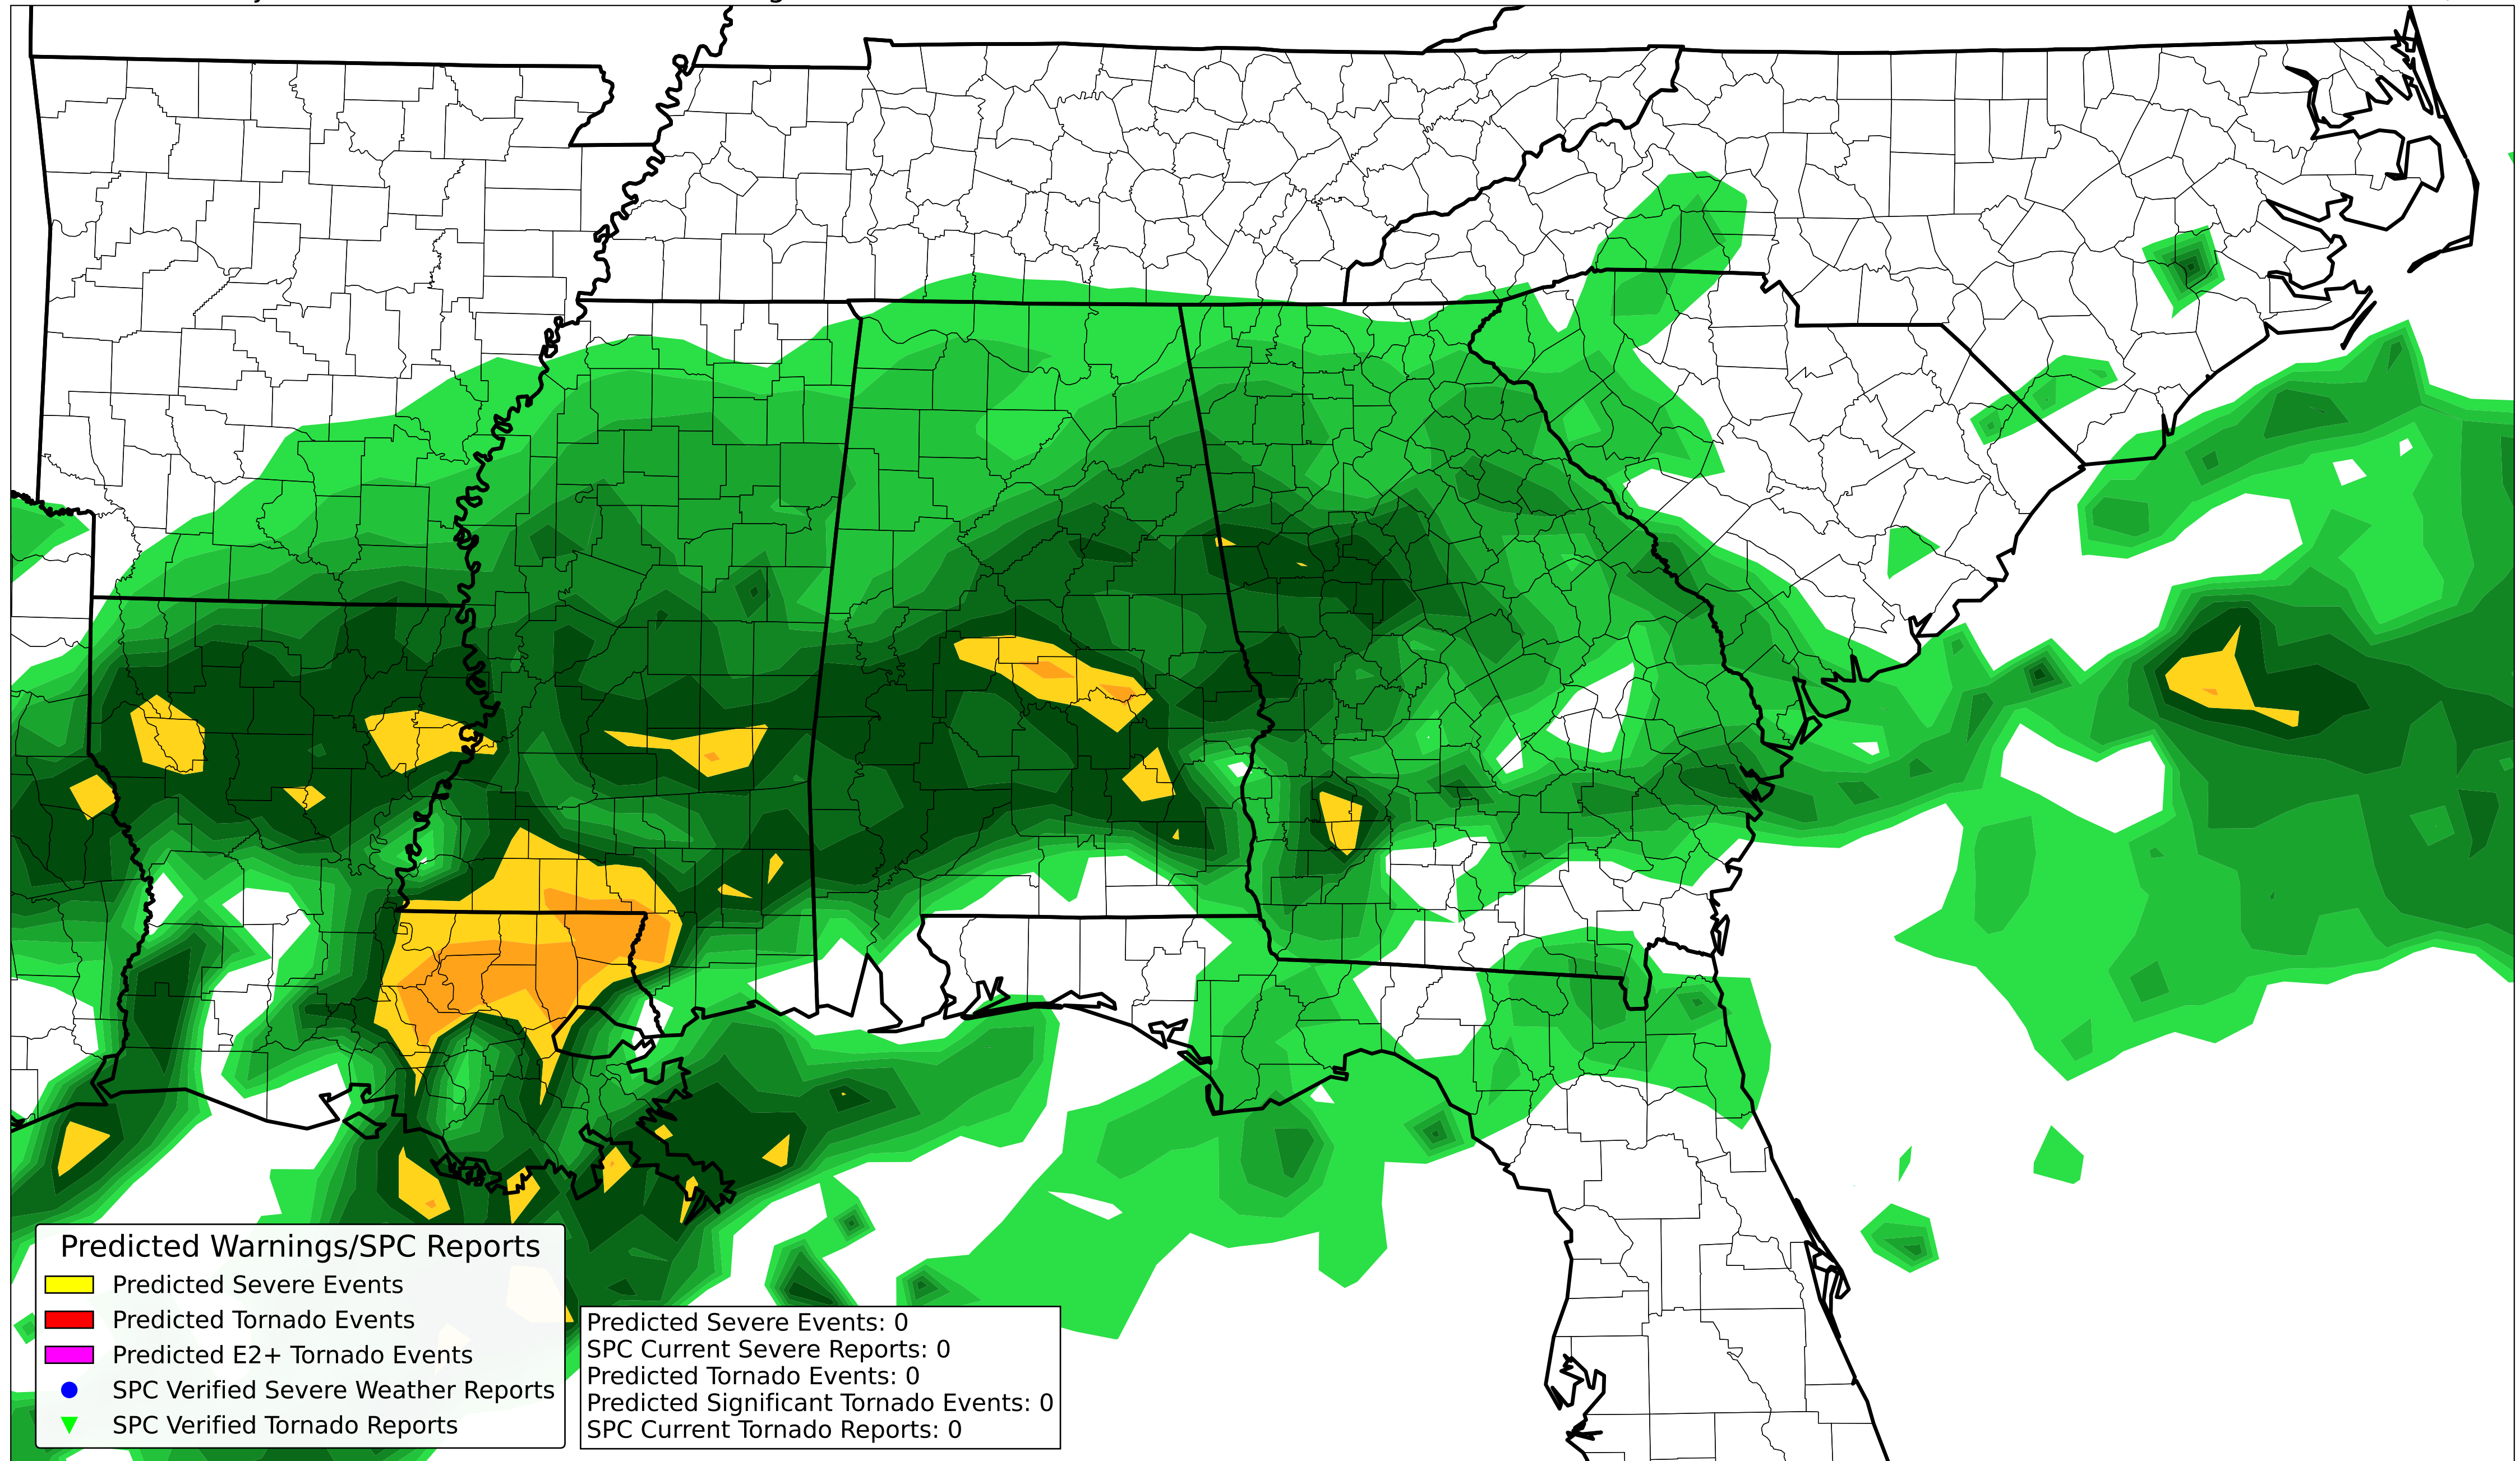 Predicted Warnings/SPC Reports
Predicted Severe Events
Predicted Tornado Events
Predicted E2+ Tornado Events
SPC Verified Severe Weather Reports
SPC Verified Tornado Reports
Predicted Severe Events: 0
SPC Current Severe Reports: 0
Predicted Tornado Events: 0
Predicted Significant Tornado Events: 0
SPC Current Tornado Reports: 0